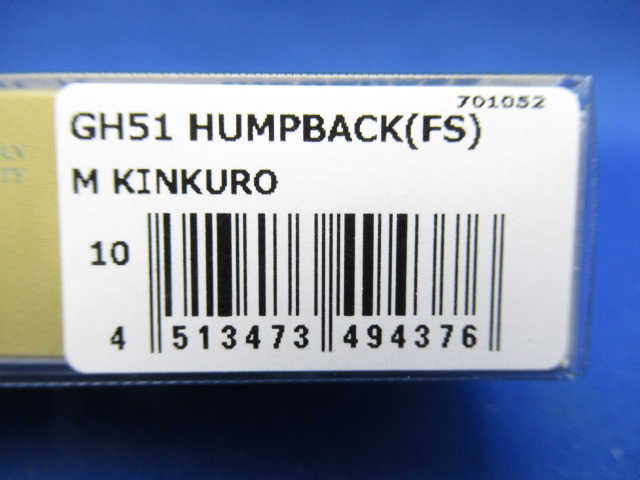 701052
GH51 HUMPBACK(FS)
M KINKURO
10
4 513473 494376